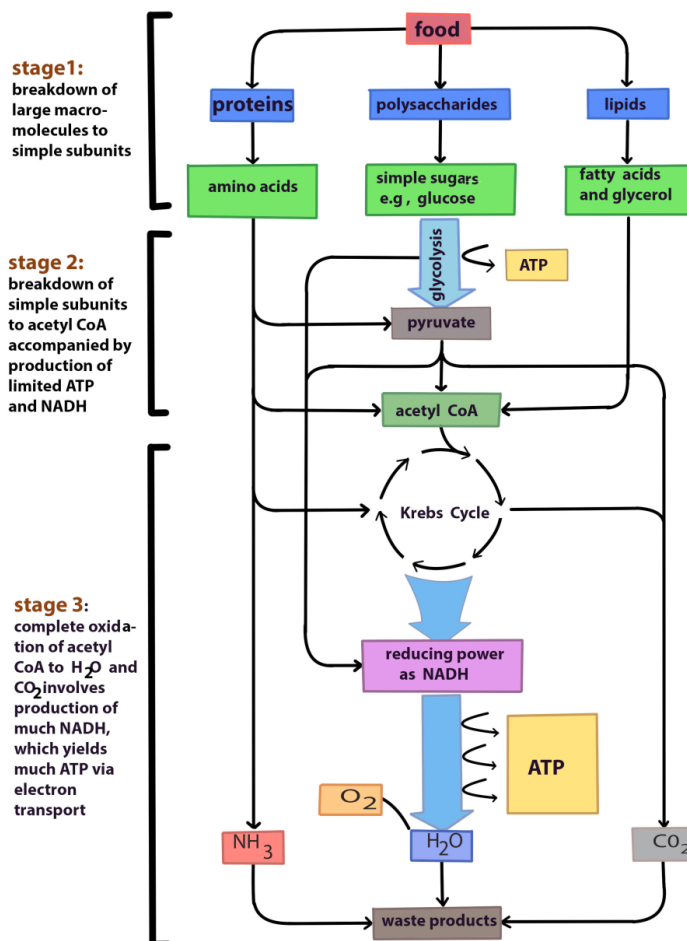 food
stage1:
breakdown of
large macro-
molecules to
simple subunits
proteins
polysaccharides
lipids
amino acids
simple sugars
e.g , glucose
fatty acids
and glycerol
stage 2:
breakdown of
simple subunits
to acetyl CoA
accompanied by
production of
limited ATP
and NADH
glycolysis
ATP
pyruvate
acetyl CoA
Krebs Cycle
stage 3:
complete oxida-
tion of acetyl
CoA to H2O and
CO2 involves
production of
much NADH,
which yields
much ATP via
electron
transport
reducing power
as NADH
ATP
O2
NH3
H2O
CO2
waste products